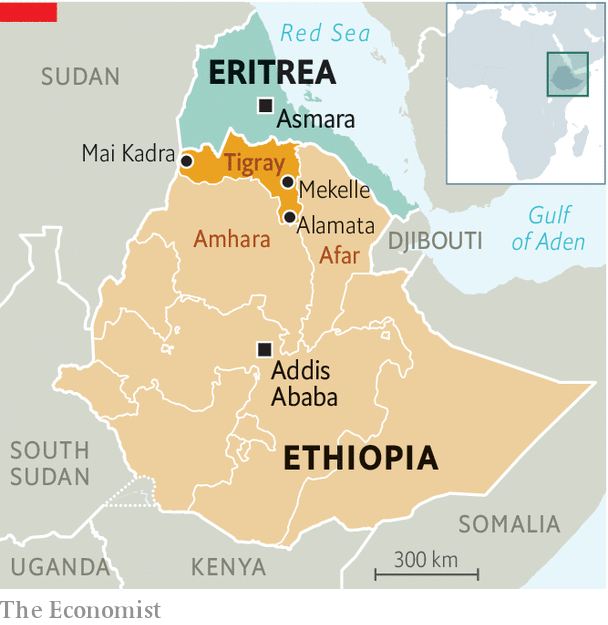 Red Sea
SUDAN
ERITREA
Asmara
Mai Kadra
Tigray
Mekelle
Alamata
Gulf
of Aden
Amhara
Afar
DJIBOUTI
Addis
Ababa
ETHIOPIA
SOUTH
SUDAN
SOMALIA
UGANDA
KENYA
300 km
The Economist